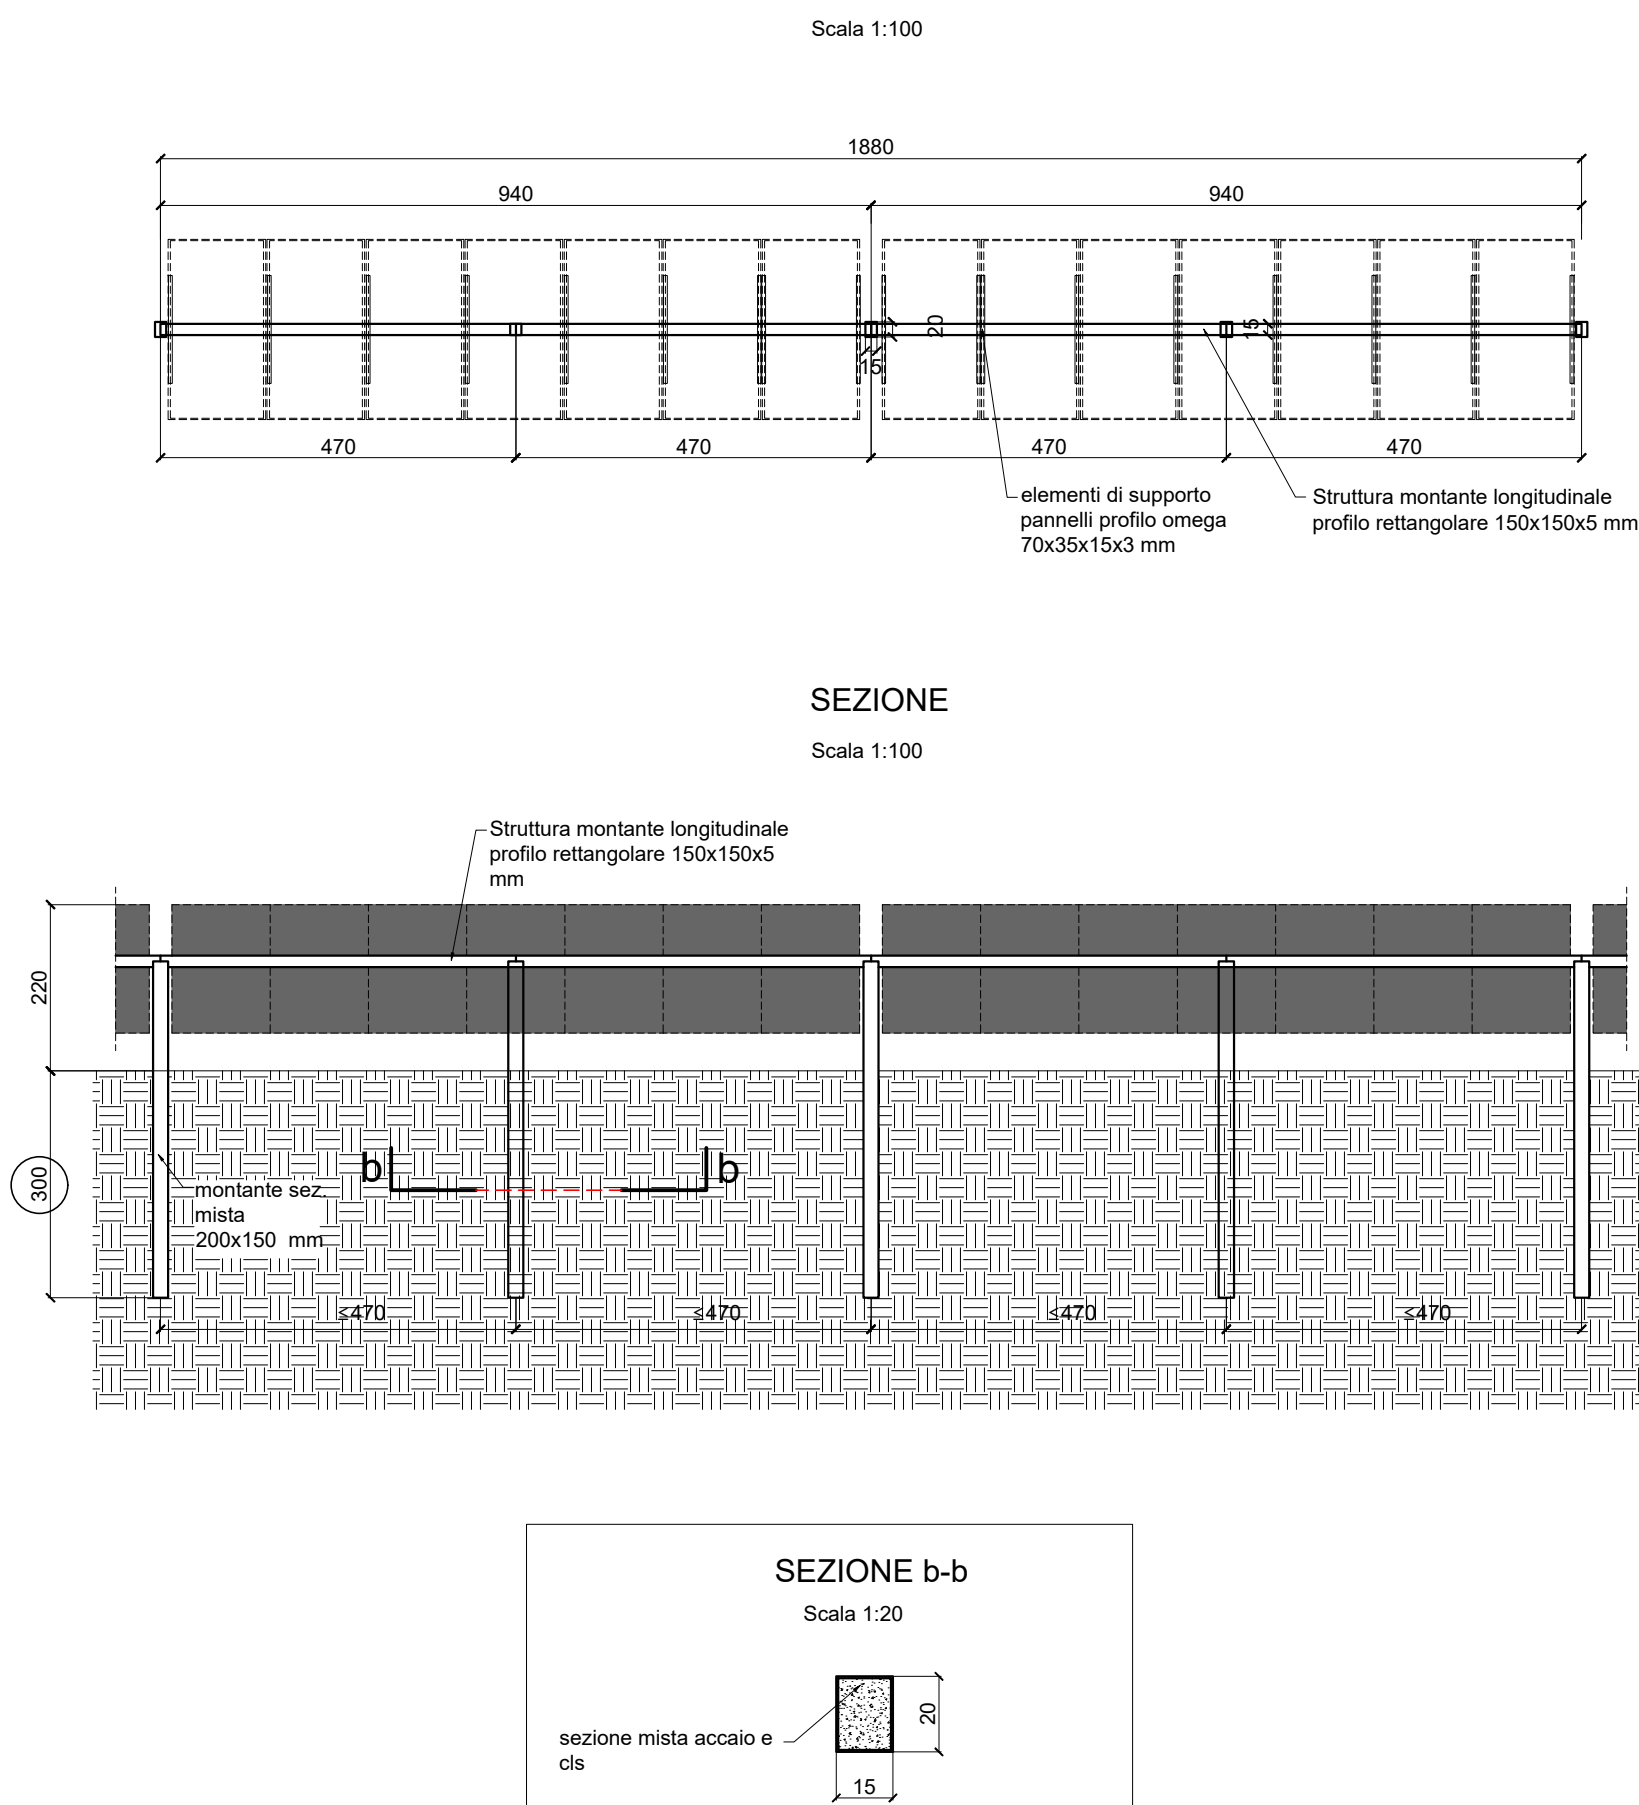 Scala 1:100
1880
940
940
20
15
15
470
470
470
470
elementi di supporto
pannelli profilo omega
70x35x15x3 mm
Struttura montante longitudinale
profilo rettangolare 150x150x5 mm
SEZIONE
Scala 1:100
Struttura montante longitudinale
profilo rettangolare 150x150x5
mm
220
300
b
b
montante sez.
mista
200x150 mm
≤470
≤470
≤470
≤470
SEZIONE b-b
Scala 1:20
sezione mista accaio e
cls
20
15